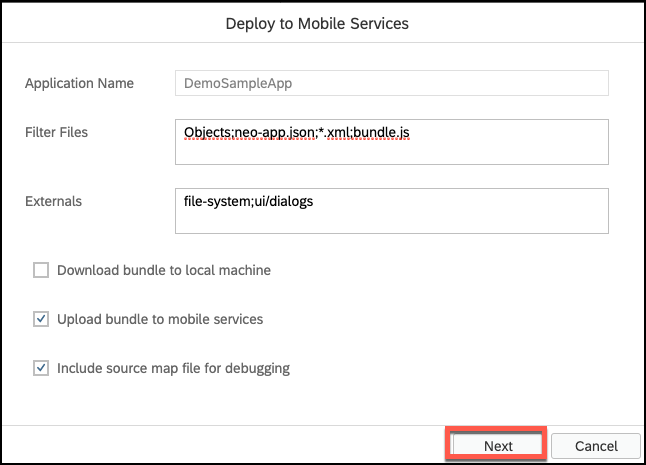 Deploy to Mobile Services
Application Name
DemoSampleApp
Filter Files
Objects:neo-app.json;*.xml;bundle.js
Externals
file-system;ui/dialogs
Download bundle to local machine
Upload bundle to mobile services
Include source map file for debugging
Next
Cancel